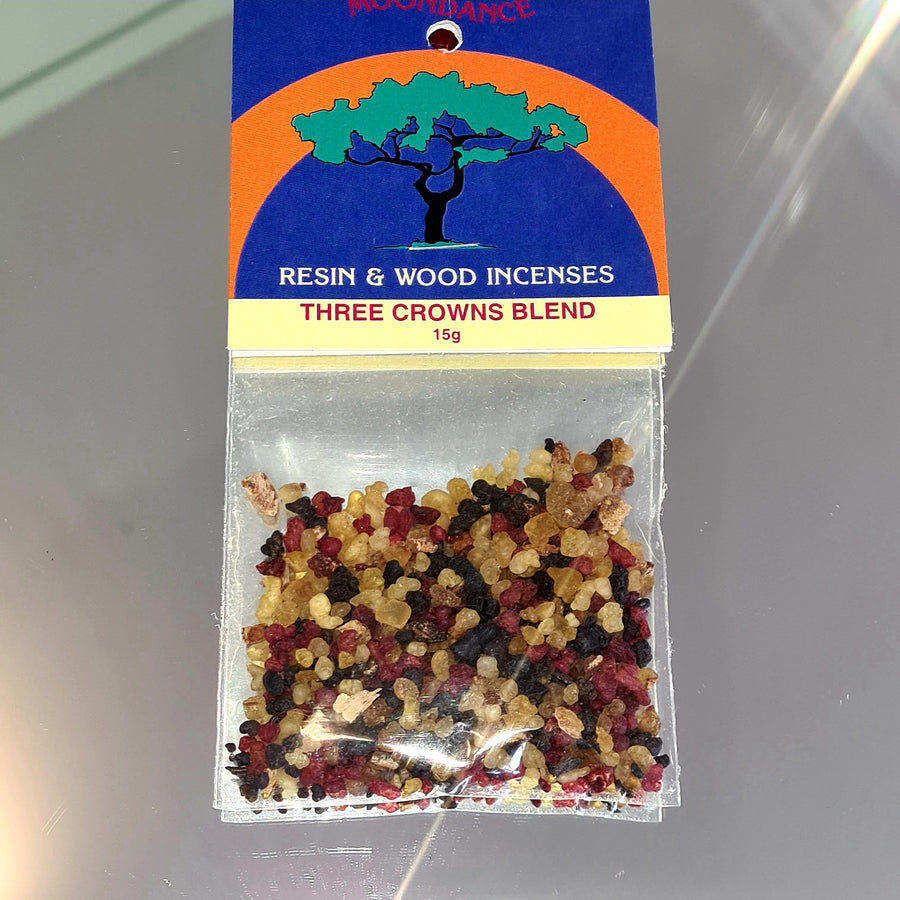 MOONDANCE
RESIN & WOOD INCENSES
THREE CROWNS BLEND
15g